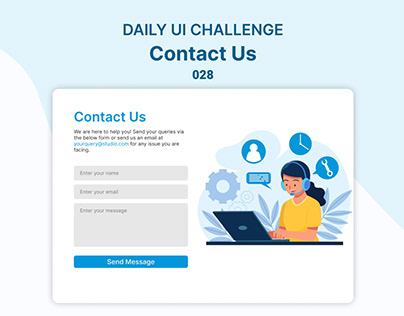 DAILY UI CHALLENGE
Contact Us
028
Contact Us
We are here to help you! Send your queries via
the below form or send us an email at
yourquery@studio.com for any issue you are
facing.
Enter your name
Enter your email
Enter your message
Send Message